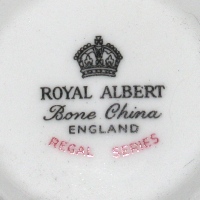 ROYAL ALBERT
Bone China
ENGLAND
REGAL SERIES